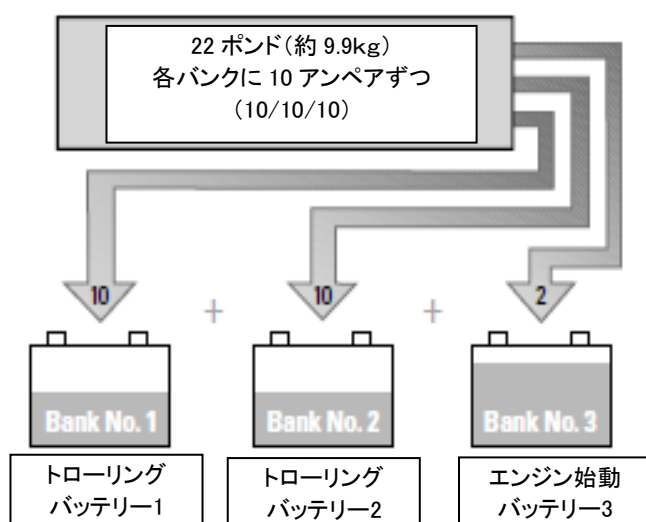 22 ポンド(約 9.9kg)
各バンクに 10 アンペアずつ
(10/10/10)
10
+
10
+
2
Bank No. 1
Bank No. 2
Bank No. 3
トローリング
バッテリー1
トローリング
バッテリー2
エンジン始動
バッテリー3